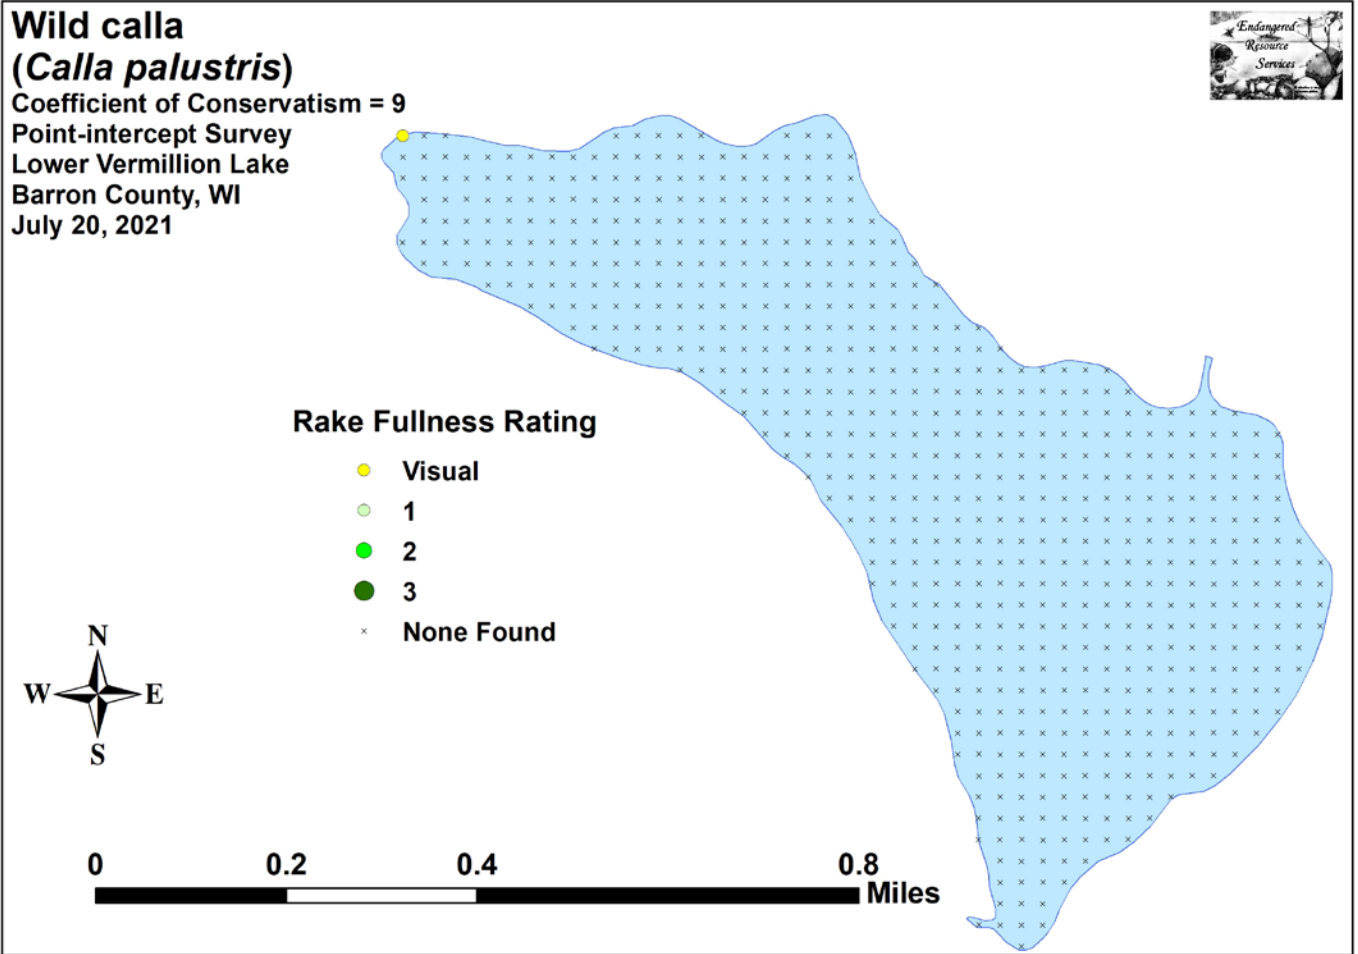 Wild calla
(Calla palustris)
Coefficient of Conservatism = 9
Point-intercept Survey
Lower Vermillion Lake
Barron County, WI
July 20, 2021
Endangered
Resource
Services
Rake Fullness Rating
Visual
1
2
3
None Found
N
W E
S
0 0.2 0.4 0.8
Miles